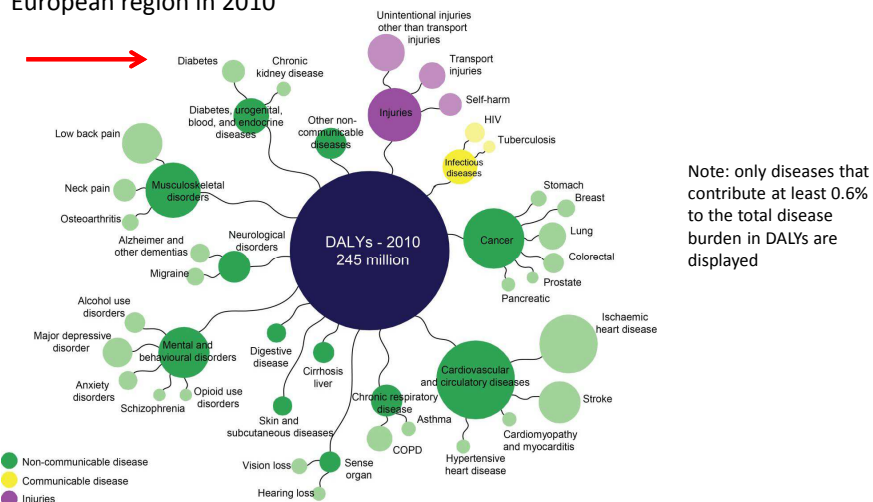 European region in 2010
Unintentional injuries
other than transport
injuries
Transport
injuries
Self-harm
Injuries
HIV
Tuberculosis
Infectious
diseases
Diabetes
Chronic
kidney disease
Diabetes, urogenital,
blood, and endocrine
diseases
Other non-
communicable
diseases
Low back pain
Neck pain
Osteoarthritis
Musculoskeletal
disorders
Alzheimer and
other dementias
Migraine
Neurological
disorders
DALYs - 2010
245 million
Stomach
Breast
Lung
Colorectal
Prostate
Pancreatic
Cancer
Note: only diseases that
contribute at least 0.6%
to the total disease
burden in DALYs are
displayed
Alcohol use
disorders
Major depressive
disorder
Anxiety
disorders
Schizophrenia
Opioid use
disorders
Mental and
behavioural disorders
Digestive
disease
Cirrhosis
liver
Skin and
subcutaneous diseases
Chronic respiratory
disease
Asthma
COPD
Ischaemic
heart disease
Stroke
Cardiomyopathy
and myocarditis
Hypertensive
heart disease
Cardiovascular
and circulatory diseases
Vision loss
Hearing loss
Sense
organ
Non-communicable disease
Communicable disease
Injuries